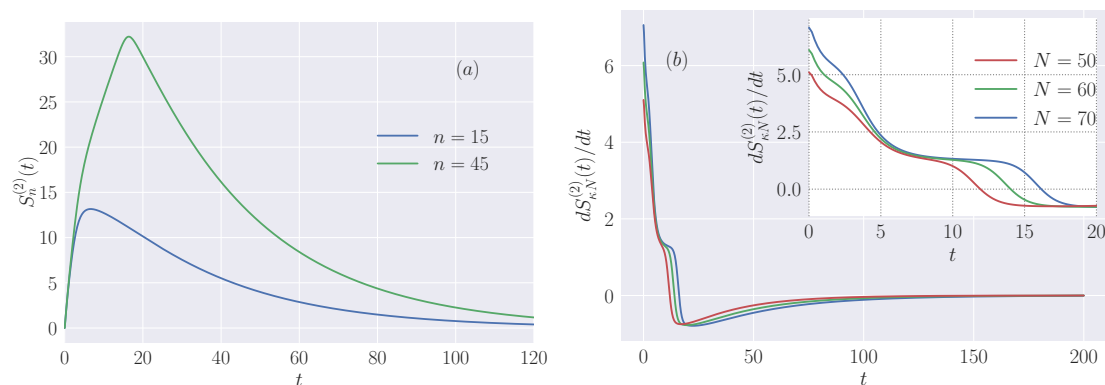 (a)
n = 15
n = 45
S_n^{(2)}(t)
30
25
20
15
10
5
0
0 20 40 60 80 100 120
t
(b)
dS_{κN}^{(2)}(t)/dt
6
4
2
0
0 50 100 150 200
t
N = 50
N = 60
N = 70
dS_{κN}^{(2)}(t)/dt
5.0
2.5
0.0
0 5 10 15 20
t